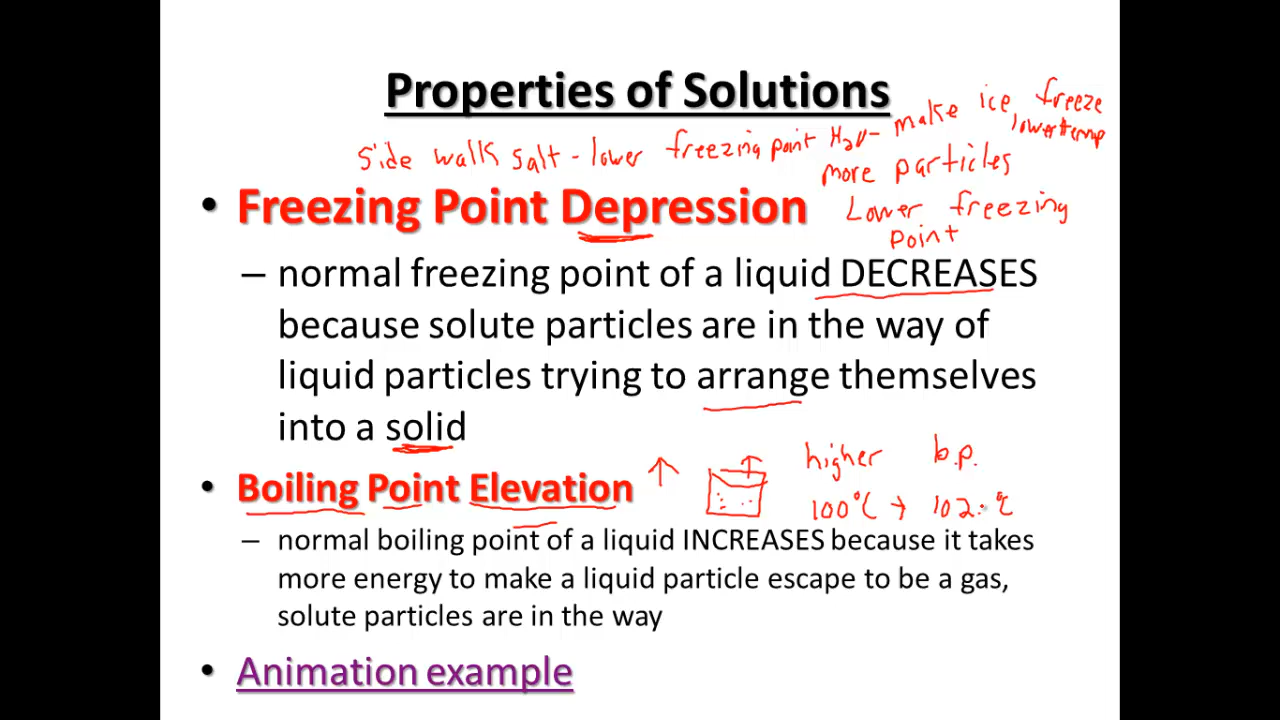 Properties of Solutions
side walk salt - lower freezing point H2O - make ice freeze
lower temp
more particles
• Freezing Point Depression
Lower freezing
point
– normal freezing point of a liquid DECREASES
because solute particles are in the way of
liquid particles trying to arrange themselves
into a solid
higher b.p.
• Boiling Point Elevation
100°C → 102°C
– normal boiling point of a liquid INCREASES because it takes
more energy to make a liquid particle escape to be a gas,
solute particles are in the way
• Animation example